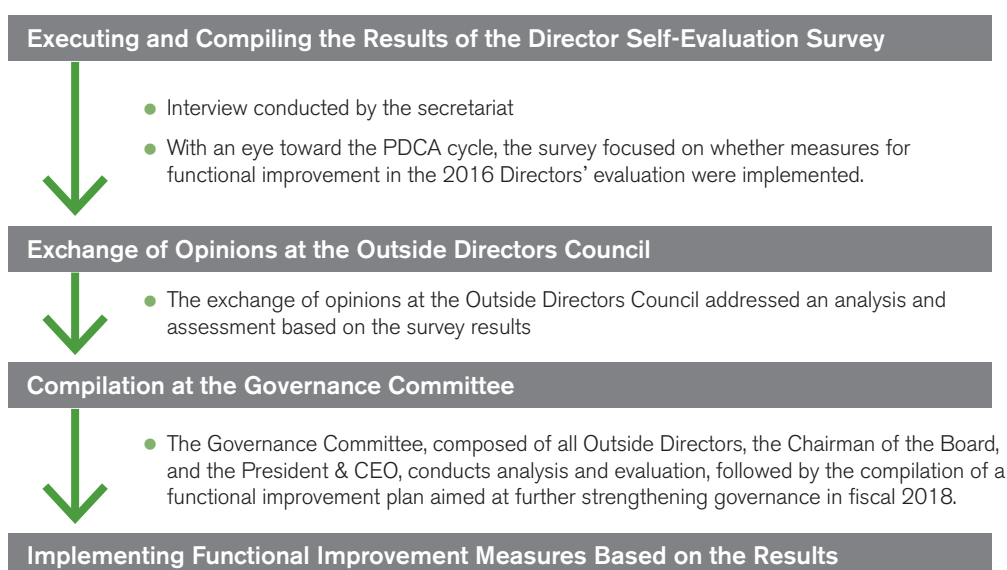 Executing and Compiling the Results of the Director Self-Evaluation Survey
● Interview conducted by the secretariat
● With an eye toward the PDCA cycle, the survey focused on whether measures for
functional improvement in the 2016 Directors’ evaluation were implemented.
Exchange of Opinions at the Outside Directors Council
● The exchange of opinions at the Outside Directors Council addressed an analysis and
assessment based on the survey results
Compilation at the Governance Committee
● The Governance Committee, composed of all Outside Directors, the Chairman of the Board,
and the President & CEO, conducts analysis and evaluation, followed by the compilation of a
functional improvement plan aimed at further strengthening governance in fiscal 2018.
Implementing Functional Improvement Measures Based on the Results